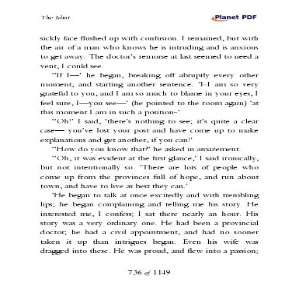 The Idiot
Planet PDF
sickly face flushed up with confusion. I remained, but with
the air of a man who knows he is intruding and is anxious
to get away. The doctor's remorse at last seemed to need a
vent, I could see.
'"If I—' he began, breaking off abruptly every other
moment, and starting another sentence. 'I-I am so very
grateful to you, and I am so much to blame in your eyes, I
feel sure, I—you see—' (he pointed to the room again) 'at
this moment I am in such a position-'
'"Oh!' I said, 'there's nothing to see; it's quite a clear
case— you've lost your post and have come up to make
explanations and get another, if you can!'
'"How do you know that?' he asked in amazement.
'"Oh, it was evident at the first glance,' I said ironically,
but not intentionally so. 'There are lots of people who
come up from the provinces full of hope, and run about
town, and have to live as best they can.'
'He began to talk at once excitedly and with trembling
lips; he began complaining and telling me his story. He
interested me, I confess; I sat there nearly an hour. His
story was a very ordinary one. He had been a provincial
doctor; he had a civil appointment, and had no sooner
taken it up than intrigues began. Even his wife was
dragged into these. He was proud, and flew into a passion;
736 of 1149